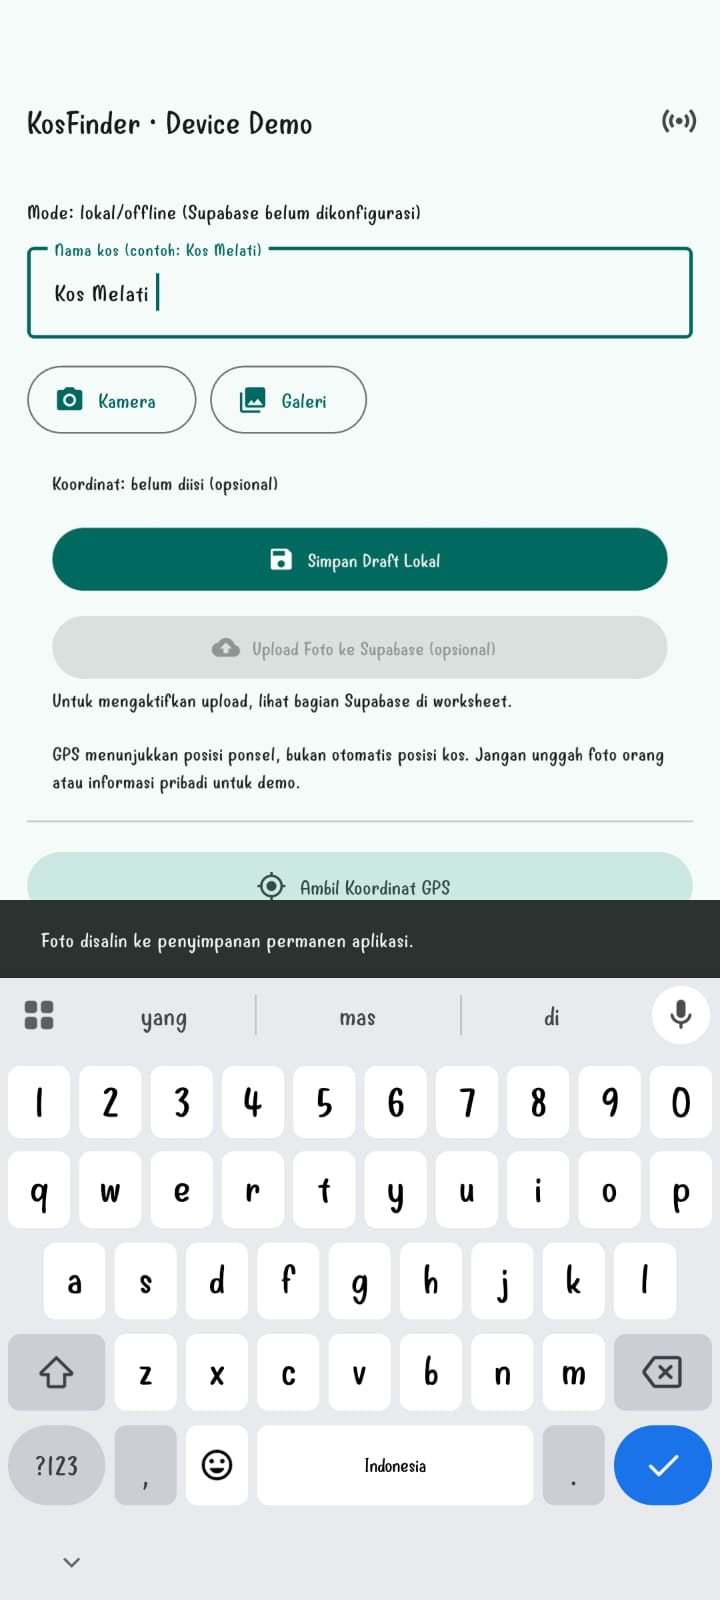 KosFinder · Device Demo
Mode: lokal/offline (Supabase belum dikonfigurasi)
Nama kos (contoh: Kos Melati)
Kos Melati
Kamera
Galeri
Koordinat: belum diisi (opsional)
Simpan Draft Lokal
Upload Foto ke Supabase (opsional)
Untuk mengaktifkan upload, lihat bagian Supabase di worksheet.
GPS menunjukkan posisi ponsel, bukan otomatis posisi kos. Jangan unggah foto orang
atau informasi pribadi untuk demo.
Ambil Koordinat GPS
Foto disalin ke penyimpanan permanen aplikasi.
yang mas di
1 2 3 4 5 6 7 8 9 0
q w e r t y u i o p
a s d f g h j k l
z x c v b n m
?123 , Indonesia .